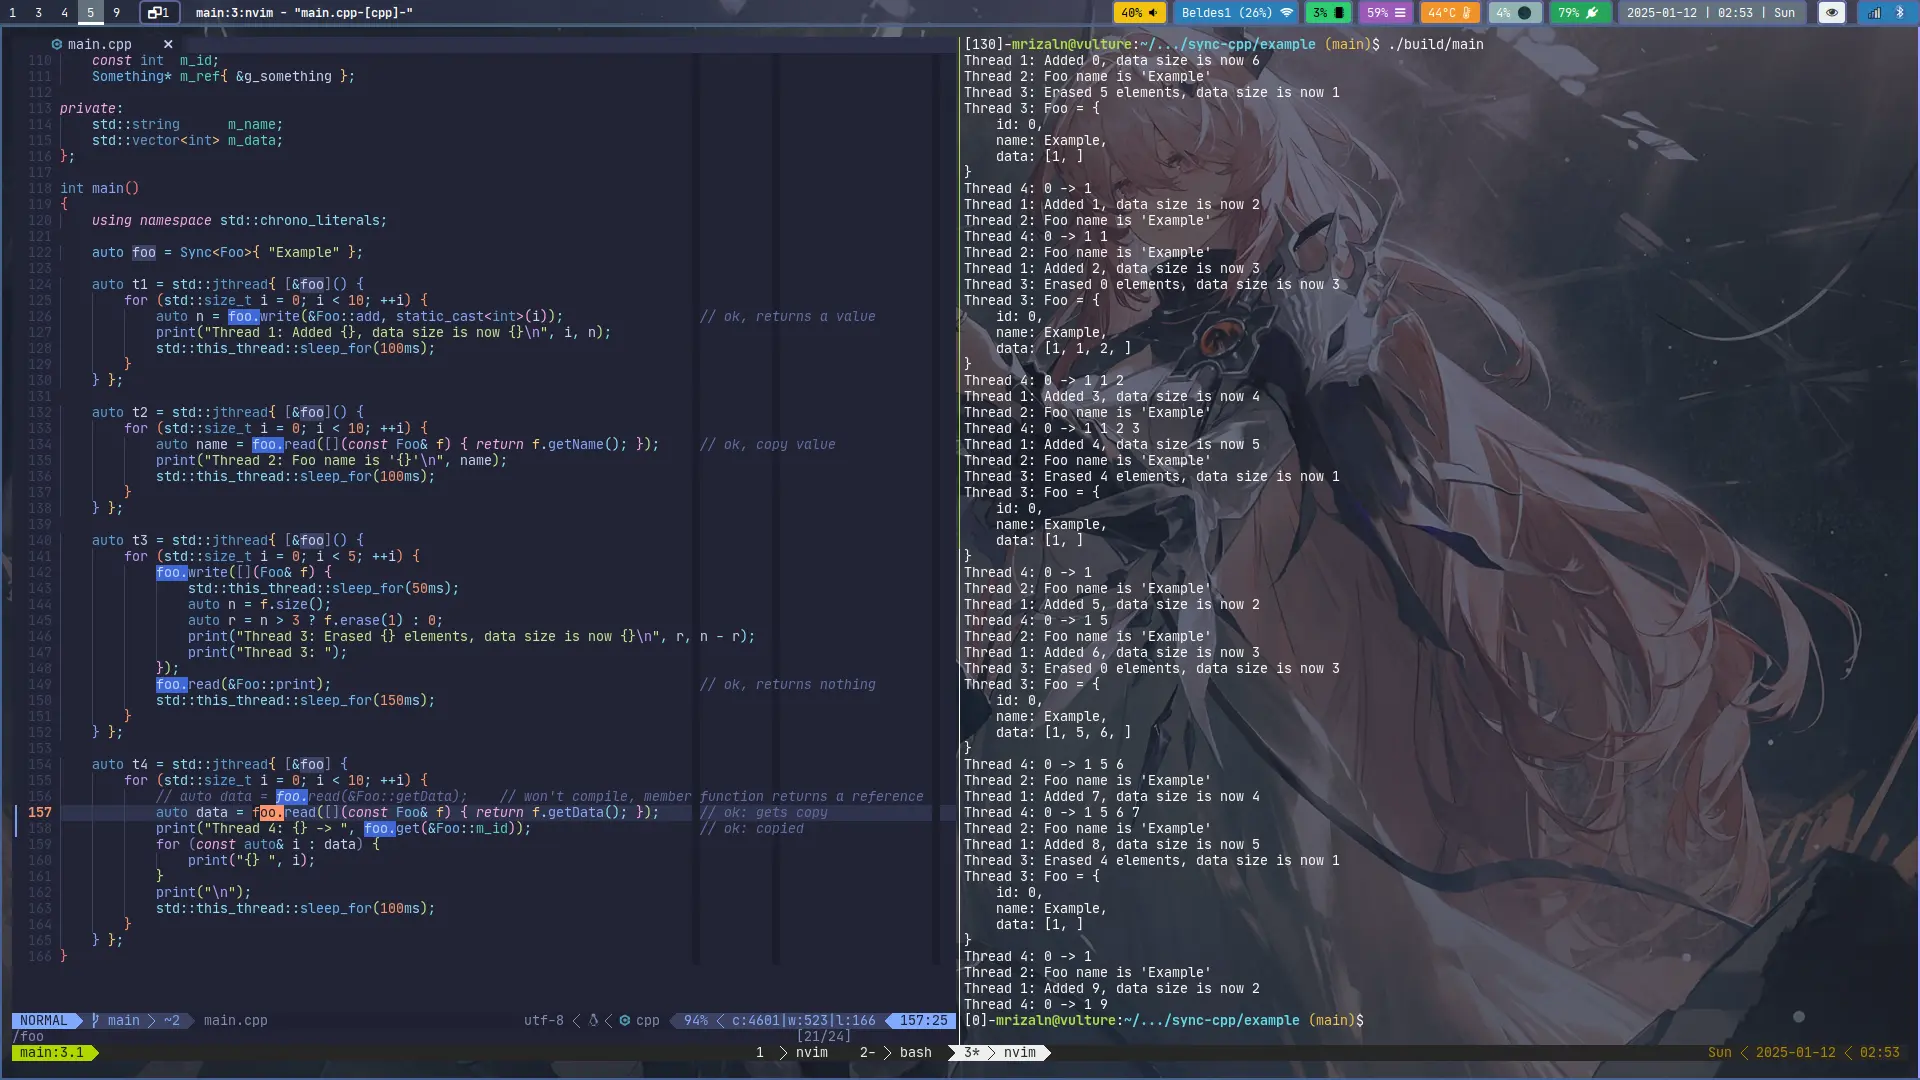 1 3 4 5 9 1 main:3:nvim - "main.cpp-[cpp]-" 40% Beldes1 (26%) 3% 59% 44°C 4% 79% 2025-01-12 | 02:53 | Sun
main.cpp ✕
110 const int m_id;
111 Something* m_ref{ &g_something };
112
113 private:
114 std::string m_name;
115 std::vector<int> m_data;
116 };
117
118 int main()
119 {
120 using namespace std::chrono_literals;
121
122 auto foo = Sync<Foo>{ "Example" };
123
124 auto t1 = std::jthread{ [&foo]() {
125 for (std::size_t i = 0; i < 10; ++i) {
126 auto n = foo.write(&Foo::add, static_cast<int>(i)); // ok, returns a value
127 print("Thread 1: Added {}, data size is now {}\n", i, n);
128 std::this_thread::sleep_for(100ms);
129 }
130 } };
131
132 auto t2 = std::jthread{ [&foo]() {
133 for (std::size_t i = 0; i < 10; ++i) {
134 auto name = foo.read([](const Foo& f) { return f.getName(); }); // ok, copy value
135 print("Thread 2: Foo name is '{}'\n", name);
136 std::this_thread::sleep_for(100ms);
137 }
138 } };
139
140 auto t3 = std::jthread{ [&foo]() {
141 for (std::size_t i = 0; i < 5; ++i) {
142 foo.write([](Foo& f) {
143 std::this_thread::sleep_for(50ms);
144 auto n = f.size();
145 auto r = n > 3 ? f.erase(1) : 0;
146 print("Thread 3: Erased {} elements, data size is now {}\n", r, n - r);
147 print("Thread 3: ");
148 });
149 foo.read(&Foo::print); // ok, returns nothing
150 std::this_thread::sleep_for(150ms);
151 }
152 } };
153
154 auto t4 = std::jthread{ [&foo] {
155 for (std::size_t i = 0; i < 10; ++i) {
156 // auto data = foo.read(&Foo::getData); // won't compile, member function returns a reference
157 auto data = foo.read([](const Foo& f) { return f.getData(); }); // ok: gets copy
158 print("Thread 4: {} -> ", foo.get(&Foo::m_id)); // ok: copied
159 for (const auto& i : data) {
160 print("{} ", i);
161 }
162 print("\n");
163 std::this_thread::sleep_for(100ms);
164 }
165 } };
166 }
NORMAL main ~2 main.cpp utf-8 cpp 94% c:4601|w:523|l:166 157:25
/foo [21/24]
[130]-mrizaln@vulture:~/.../sync-cpp/example (main)$ ./build/main
Thread 1: Added 0, data size is now 6
Thread 2: Foo name is 'Example'
Thread 3: Erased 5 elements, data size is now 1
Thread 3: Foo = {
id: 0,
name: Example,
data: [1, ]
}
Thread 4: 0 -> 1
Thread 1: Added 1, data size is now 2
Thread 2: Foo name is 'Example'
Thread 4: 0 -> 1 1
Thread 2: Foo name is 'Example'
Thread 1: Added 2, data size is now 3
Thread 3: Erased 0 elements, data size is now 3
Thread 3: Foo = {
id: 0,
name: Example,
data: [1, 1, 2, ]
}
Thread 4: 0 -> 1 1 2
Thread 1: Added 3, data size is now 4
Thread 2: Foo name is 'Example'
Thread 4: 0 -> 1 1 2 3
Thread 1: Added 4, data size is now 5
Thread 2: Foo name is 'Example'
Thread 3: Erased 4 elements, data size is now 1
Thread 3: Foo = {
id: 0,
name: Example,
data: [1, ]
}
Thread 4: 0 -> 1
Thread 2: Foo name is 'Example'
Thread 1: Added 5, data size is now 2
Thread 4: 0 -> 1 5
Thread 2: Foo name is 'Example'
Thread 1: Added 6, data size is now 3
Thread 3: Erased 0 elements, data size is now 3
Thread 3: Foo = {
id: 0,
name: Example,
data: [1, 5, 6, ]
}
Thread 4: 0 -> 1 5 6
Thread 2: Foo name is 'Example'
Thread 1: Added 7, data size is now 4
Thread 4: 0 -> 1 5 6 7
Thread 2: Foo name is 'Example'
Thread 1: Added 8, data size is now 5
Thread 3: Erased 4 elements, data size is now 1
Thread 3: Foo = {
id: 0,
name: Example,
data: [1, ]
}
Thread 4: 0 -> 1
Thread 2: Foo name is 'Example'
Thread 1: Added 9, data size is now 2
Thread 4: 0 -> 1 9
[0]-mrizaln@vulture:~/.../sync-cpp/example (main)$
main:3.1 1 > nvim 2- > bash 3* > nvim Sun < 2025-01-12 < 02:53